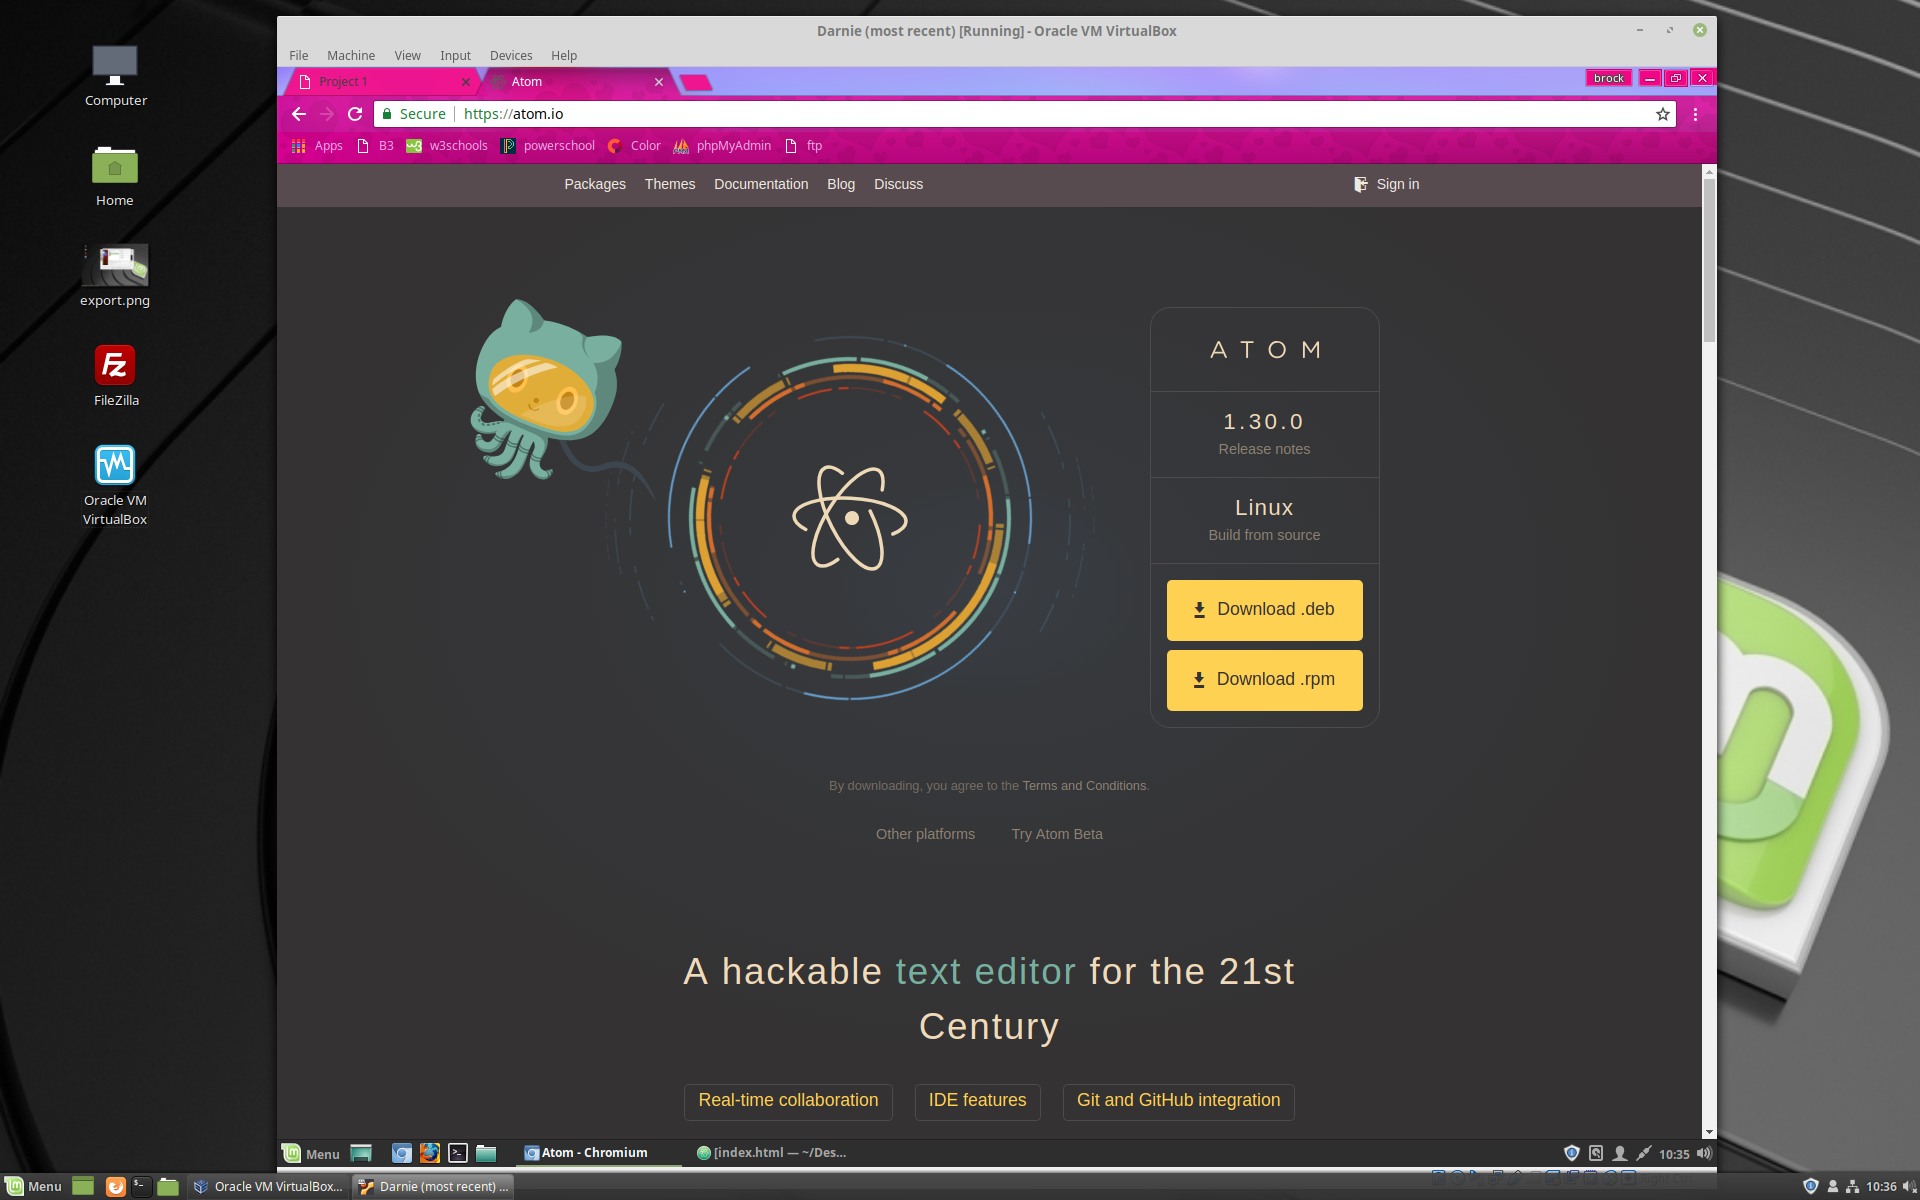 Darnie (most recent) [Running] - Oracle VM VirtualBox
File Machine View Input Devices Help
Project 1
Atom
brock
Secure https://atom.io
Apps B3 w3schools powerschool Color phpMyAdmin ftp
Packages Themes Documentation Blog Discuss Sign in
Computer
Home
export.png
FileZilla
Oracle VM
VirtualBox
ATOM
1.30.0
Release notes
Linux
Build from source
Download .deb
Download .rpm
By downloading, you agree to the Terms and Conditions.
Other platforms Try Atom Beta
A hackable text editor for the 21st
Century
Real-time collaboration IDE features Git and GitHub integration
Menu Atom - Chromium [index.html — ~/Des... 10:35
Menu Oracle VM VirtualBox... Darnie (most recent) ... 10:36